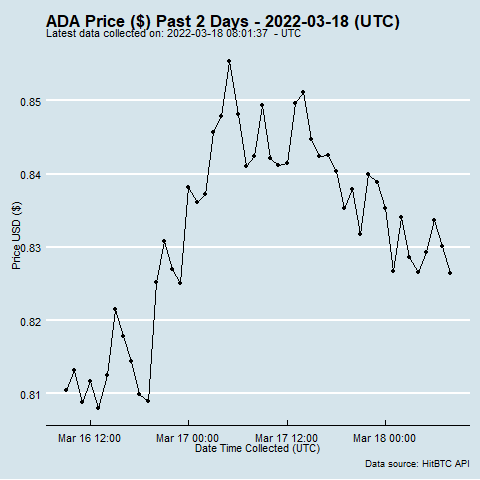 ADA Price ($) Past 2 Days - 2022-03-18 (UTC)
Latest data collected on: 2022-03-18 08:01:37  - UTC
Price USD ($)
0.85
0.84
0.83
0.82
0.81
Mar 16 12:00
Mar 17 00:00
Mar 17 12:00
Mar 18 00:00
Date Time Collected (UTC)
Data source: HitBTC API